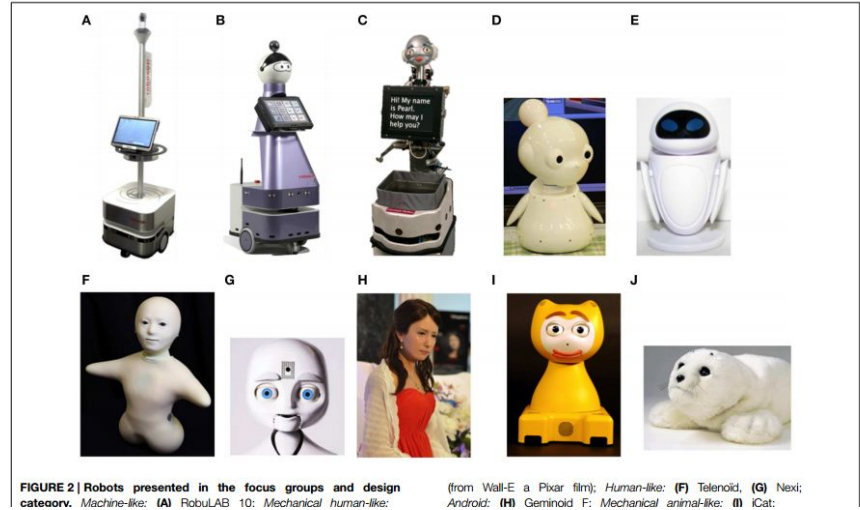 A
B
C
D
E
Hi! My name
is Pearl.
How may I
help you?
F
G
H
I
J
FIGURE 2 | Robots presented in the focus groups and design
category. Machine-like: (A) RobuLAB 10; Mechanical human-like:
(from Wall-E a Pixar film); Human-like: (F) Telenoïd, (G) Nexi;
Android: (H) Geminoid F; Mechanical animal-like: (I) iCat;